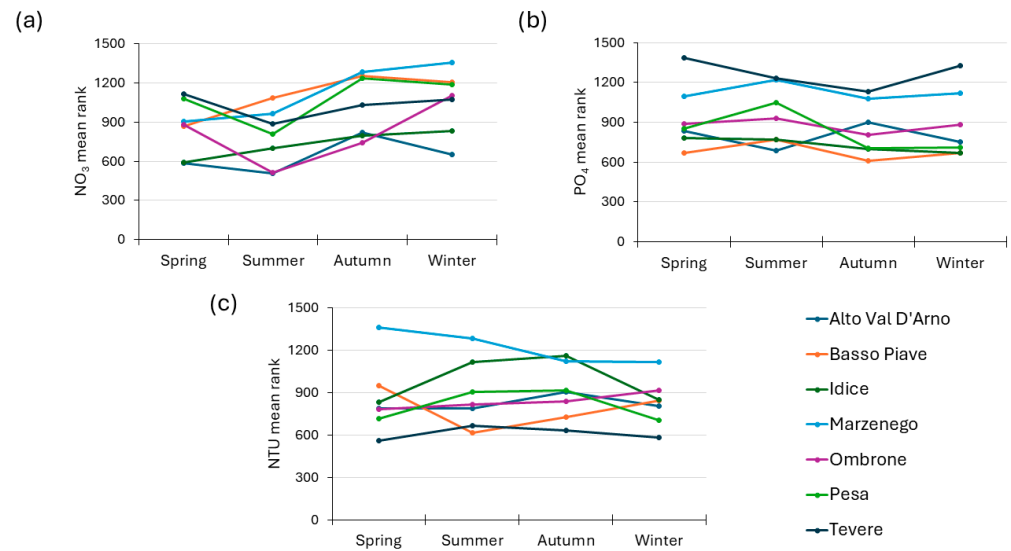 (a)
NO3 mean rank
1500
1200
900
600
300
0
Spring Summer Autumn Winter
(b)
PO4 mean rank
1500
1200
900
600
300
0
Spring Summer Autumn Winter
(c)
NTU mean rank
1500
1200
900
600
300
0
Spring Summer Autumn Winter
Alto Val D'Arno
Basso Piave
Idice
Marzenego
Ombrone
Pesa
Tevere